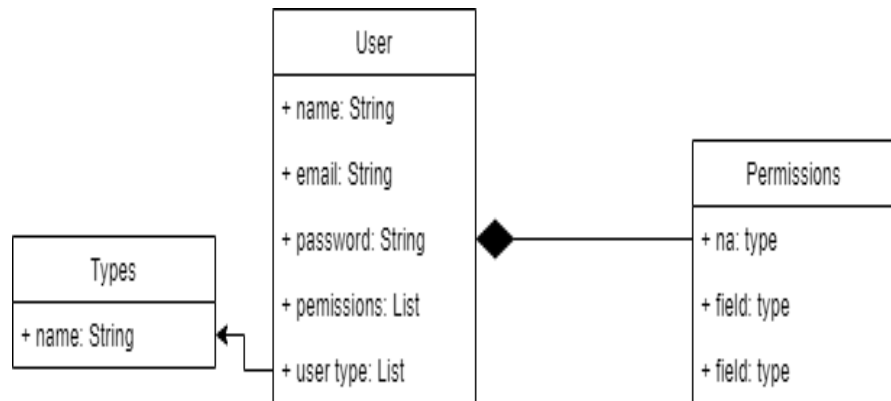 User
+ name: String
+ email: String
+ password: String
+ pemissions: List
+ user type: List
Types
+ name: String
Permissions
+ na: type
+ field: type
+ field: type